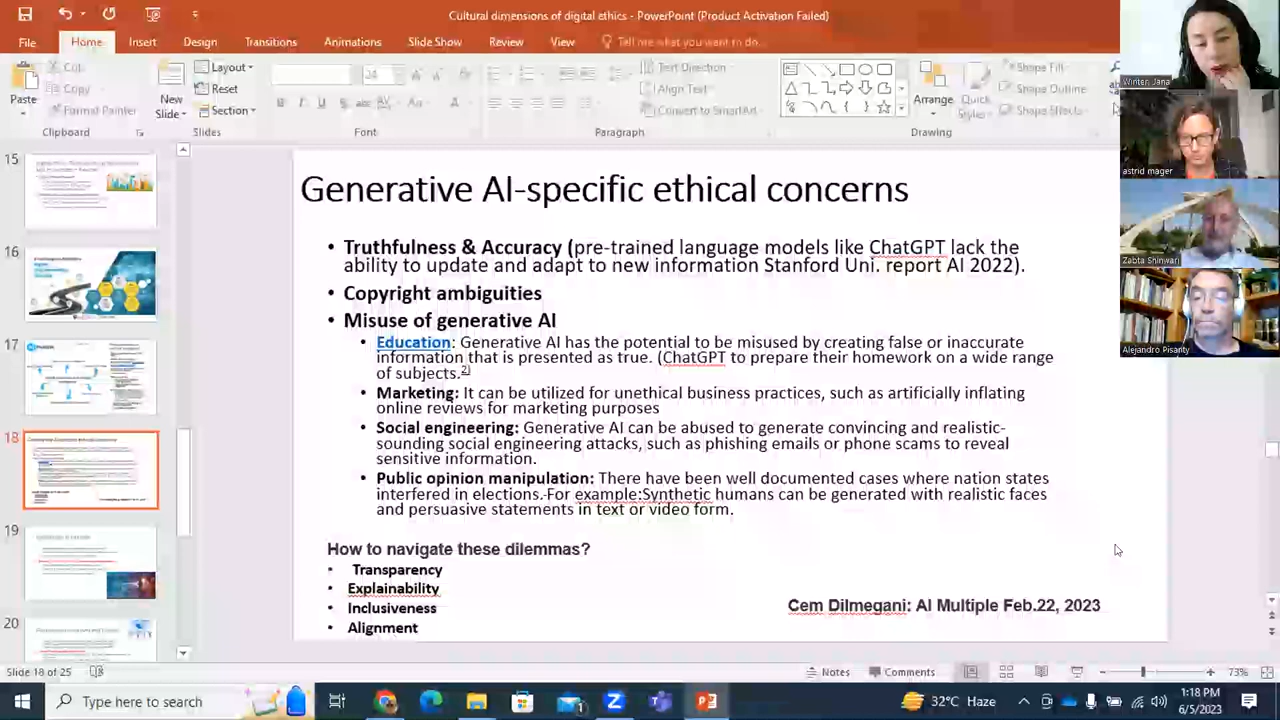 Cultural dimensions of digital ethics - PowerPoint (Product Activation Failed)
File Home Insert Design Transitions Animations Slide Show Review View Tell me what you want to do...
Cut
Copy
Format Painter
Paste
Clipboard
New
Slide
Layout
Reset
Section
Slides
24
Font
Text Direction
Align Text
Convert to SmartArt
Paragraph
Arrange
Quick
Styles
Shape Fill
Shape Outline
Shape Effects
Drawing
Winter, Jana
astrid mager
Zabta Shinwari
Alejandro Pisanty
15
16
18
19
20
Generative AI-specific ethical concerns
• Truthfulness & Accuracy (pre-trained language models like ChatGPT lack the
ability to update and adapt to new information Stanford Uni. report AI 2022).
• Copyright ambiguities
• Misuse of generative AI
• Education: Generative AI has the potential to be misused by creating false or inaccurate
information that is presented as true. (ChatGPT to prepare their homework on a wide range
of subjects.2)
• Marketing: It can be utilized for unethical business practices, such as artificially inflating
online reviews for marketing purposes
• Social engineering: Generative AI can be abused to generate convincing and realistic-
sounding social engineering attacks, such as phishing emails or phone scams to reveal
sensitive information.
• Public opinion manipulation: There have been well documented cases where nation states
interfered in elections. For example:Synthetic humans can be generated with realistic faces
and persuasive statements in text or video form.
How to navigate these dilemmas?
• Transparency
• Explainability
• Inclusiveness
• Alignment
Cem Dilmegani: AI Multiple Feb.22, 2023
Slide 18 of 25
Notes
Comments
73%
Type here to search
32°C Haze
1:18 PM
6/5/2023